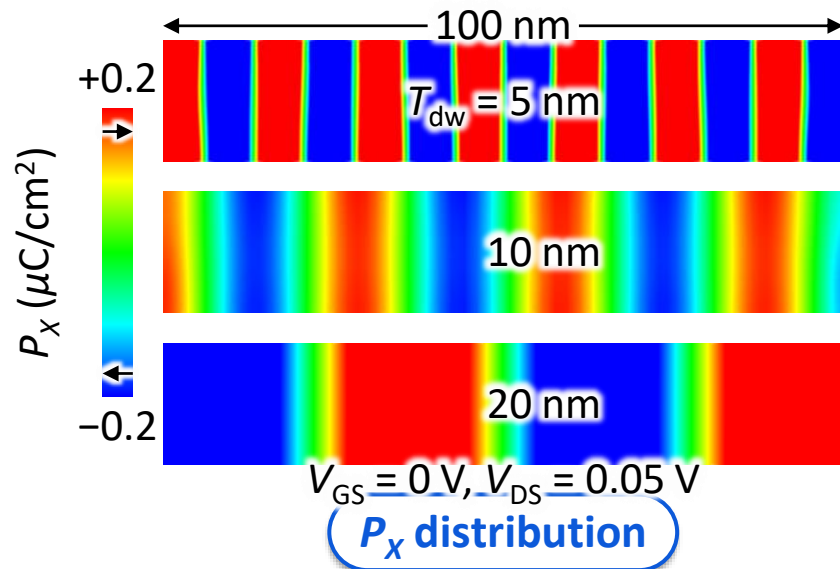 100 nm
+0.2
T_dw = 5 nm
P_X (μC/cm²)
10 nm
20 nm
−0.2
V_GS = 0 V, V_DS = 0.05 V
P_X distribution